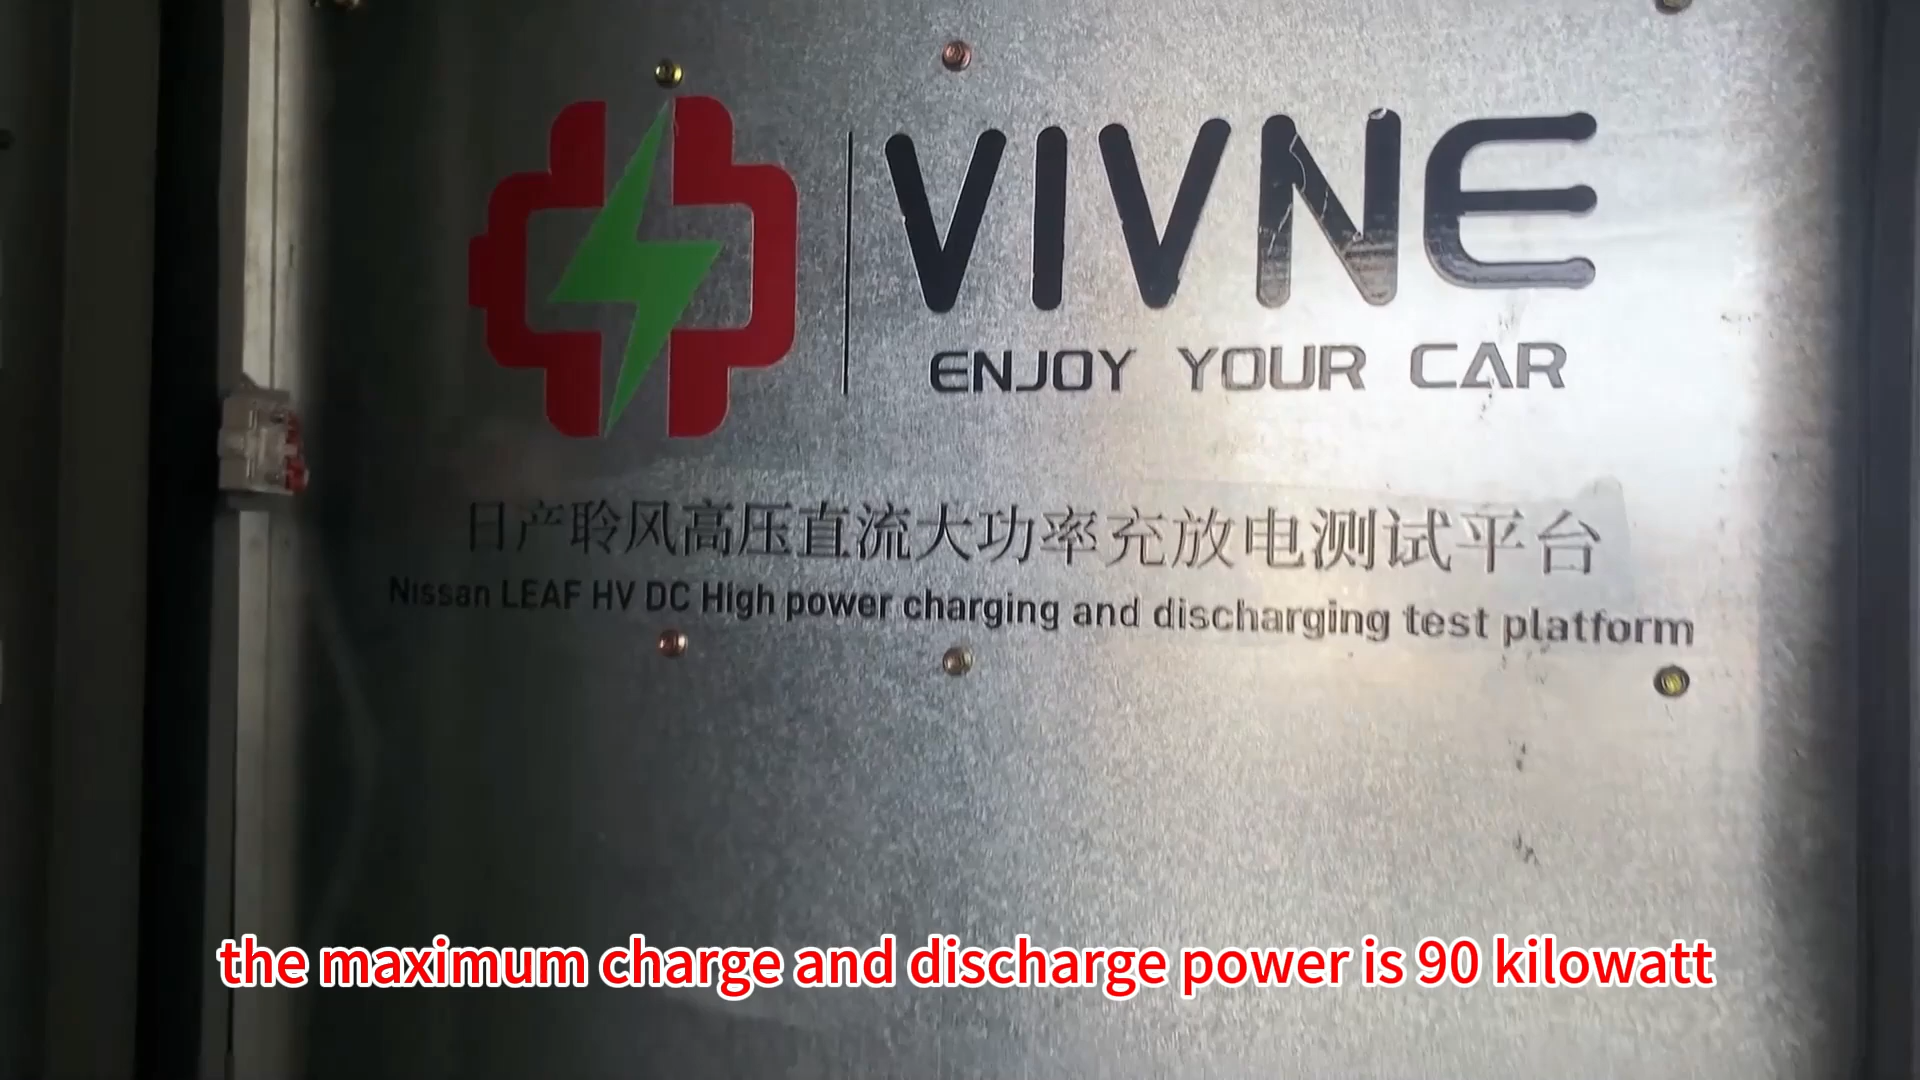 VIVNE
ENJOY YOUR CAR
日产聆风高压直流大功率充放电测试平台
Nissan LEAF HV DC High power charging and discharging test platform
the maximum charge and discharge power is 90 kilowatt